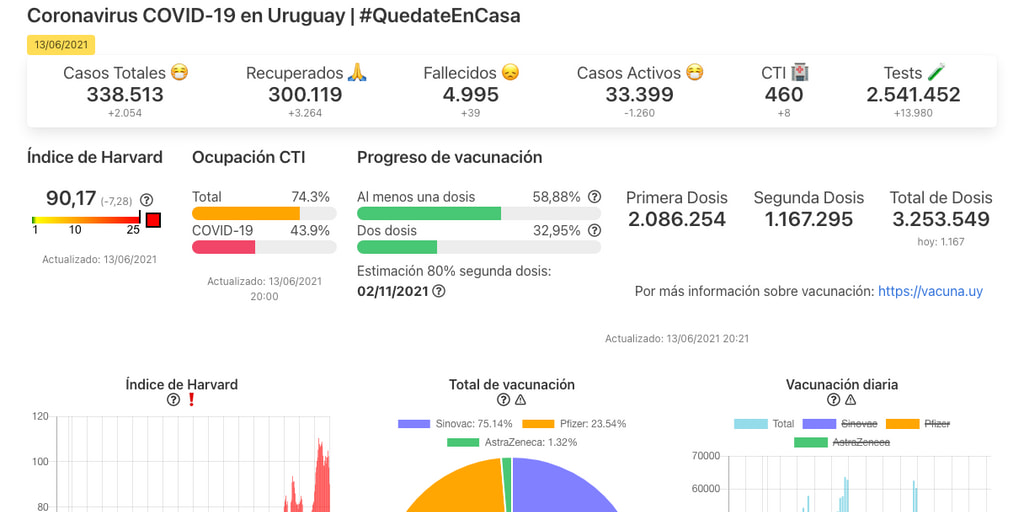 Coronavirus COVID-19 en Uruguay | #QuedateEnCasa
13/06/2021
Casos Totales 😷 Recuperados 🙏 Fallecidos 😞 Casos Activos 😷 CTI 🏥 Tests 🧪
338.513 300.119 4.995 33.399 460 2.541.452
+2.054 +3.264 +39 -1.260 +8 +13.980
Índice de Harvard Ocupación CTI Progreso de vacunación
90,17 (-7,28)
1 10 25
Actualizado: 13/06/2021
Total 74.3%
COVID-19 43.9%
Actualizado: 13/06/2021
20:00
Al menos una dosis 58,88%
Dos dosis 32,95%
Estimación 80% segunda dosis:
02/11/2021
Primera Dosis Segunda Dosis Total de Dosis
2.086.254 1.167.295 3.253.549
hoy: 1.167
Por más información sobre vacunación: https://vacuna.uy
Actualizado: 13/06/2021 20:21
Índice de Harvard
❗
120
100
80
Total de vacunación
Sinovac: 75.14% Pfizer: 23.54%
AstraZeneca: 1.32%
Vacunación diaria
Total Sinovac Pfizer
AstraZeneca
70000
60000